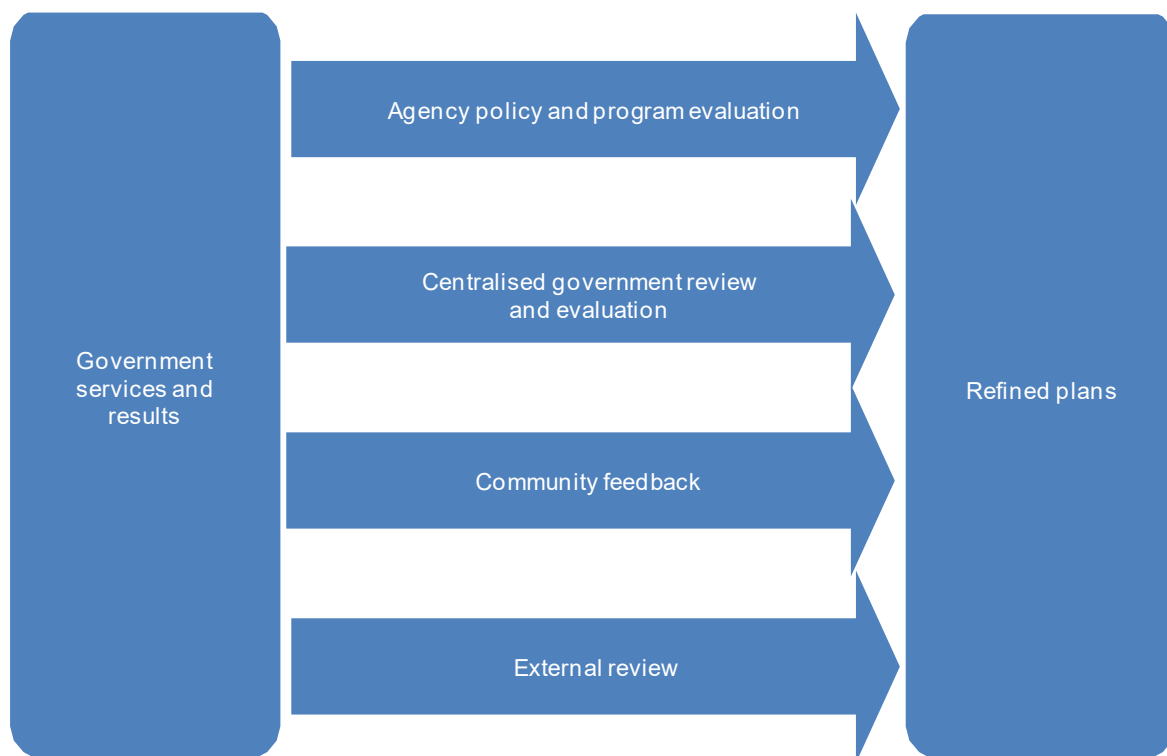 Government
services and
results
Agency policy and program evaluation
Centralised government review
and evaluation
Community feedback
External review
Refined plans